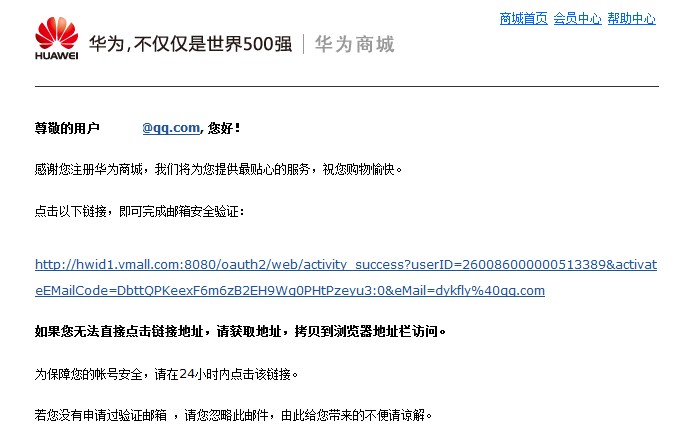 商城首页 会员中心 帮助中心
HUAWEI 华为,不仅仅是世界500强 华为商城
尊敬的用户 @qq.com, 您好!
感谢您注册华为商城，我们将为您提供最贴心的服务，祝您购物愉快。
点击以下链接，即可完成邮箱安全验证：
http://hwid1.vmall.com:8080/oauth2/web/activity_success?userID=260086000000513389&activat
eEMailCode=DbttQPKeexF6m6zB2EH9Wq0PHtPzeyu3:0&eMail=dykfly%40qq.com
如果您无法直接点击链接地址，请获取地址，拷贝到浏览器地址栏访问。
为保障您的帐号安全，请在24小时内点击该链接。
若您没有申请过验证邮箱 ，请您忽略此邮件，由此给您带来的不便请谅解。